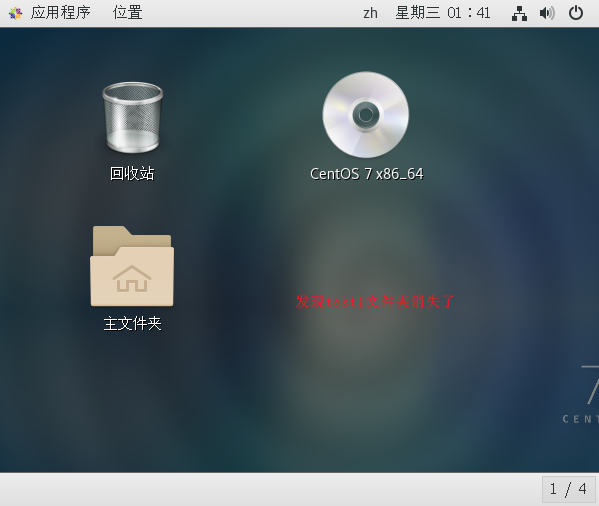 应用程序 位置 zh 星期三 01：41
回收站
CentOS 7 x86_64
主文件夹
发现test1文件夹消失了
7
CENT
1 / 4